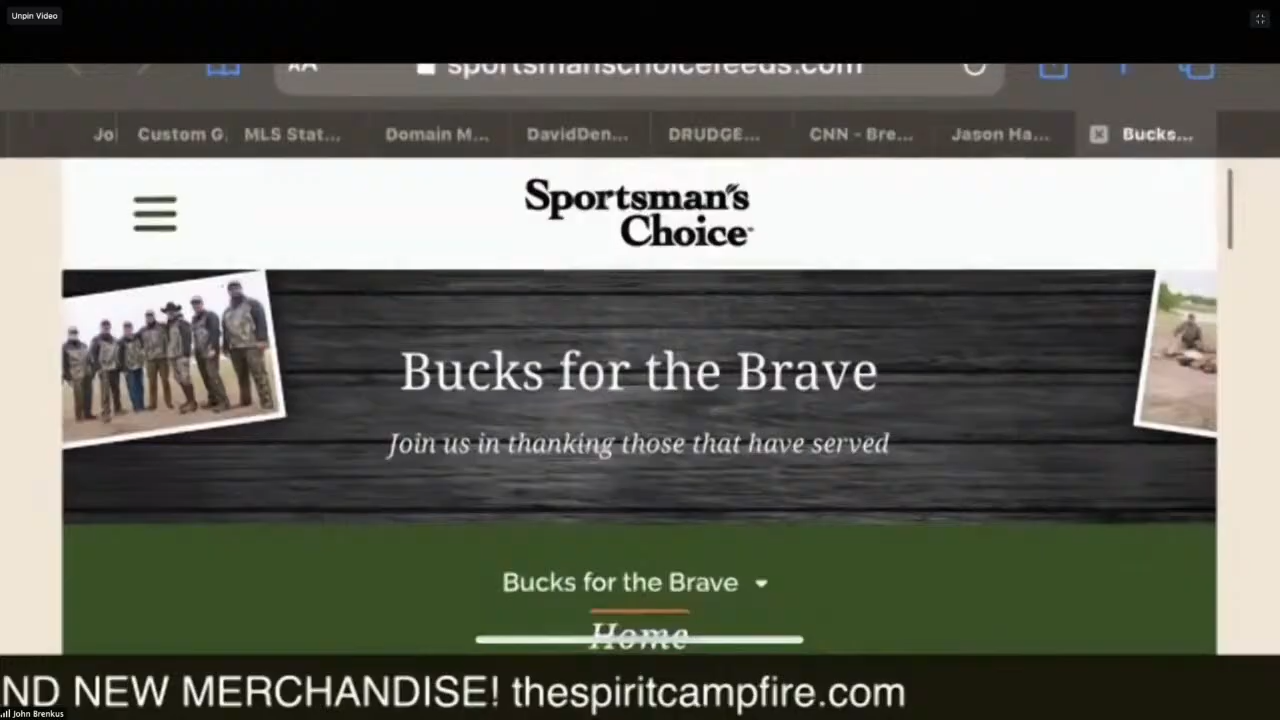 Unpin Video
AA sportsmanschoicefeeds.com
Jo Custom G MLS Stat... Domain M... DavidDen... DRUDGE... CNN - Bre... Jason Ha... Bucks...
Sportsman's
Choice
Bucks for the Brave
Join us in thanking those that have served
Bucks for the Brave
Home
ND NEW MERCHANDISE! thespiritcampfire.com
John Brenkus